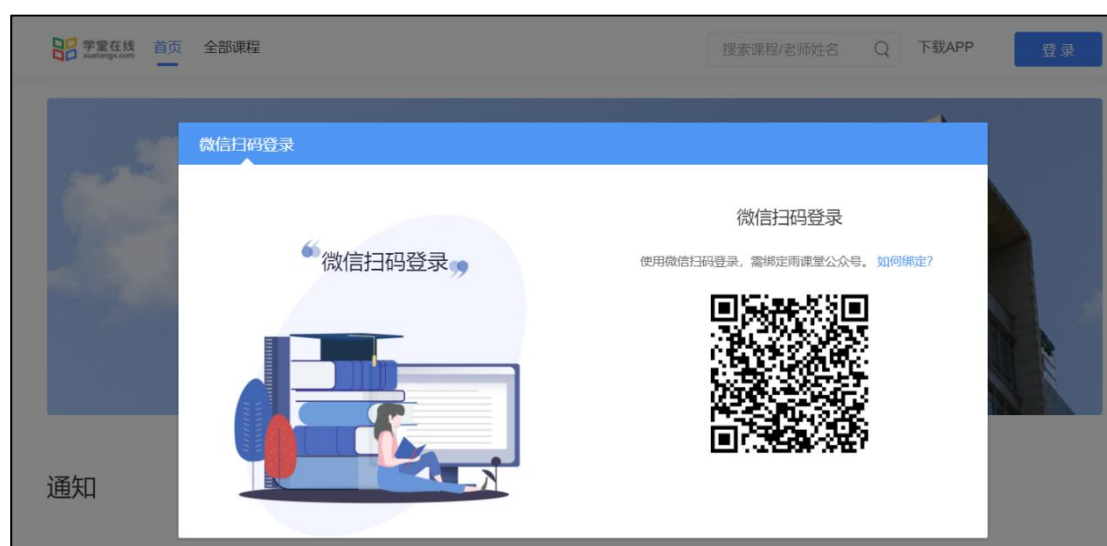 学堂在线
xuetangx.com
首页
全部课程
搜索课程/老师姓名
下载APP
登录
微信扫码登录
“微信扫码登录”
微信扫码登录
使用微信扫码登录，需绑定雨课堂公众号。 如何绑定?
通知